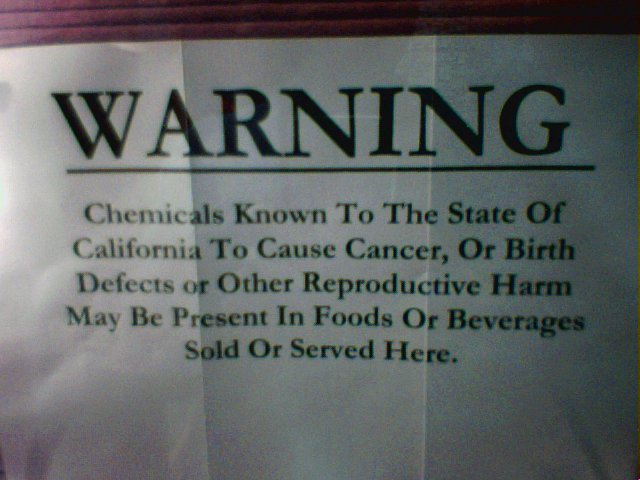 WARNING
Chemicals Known To The State Of
California To Cause Cancer, Or Birth
Defects or Other Reproductive Harm
May Be Present In Foods Or Beverages
Sold Or Served Here.